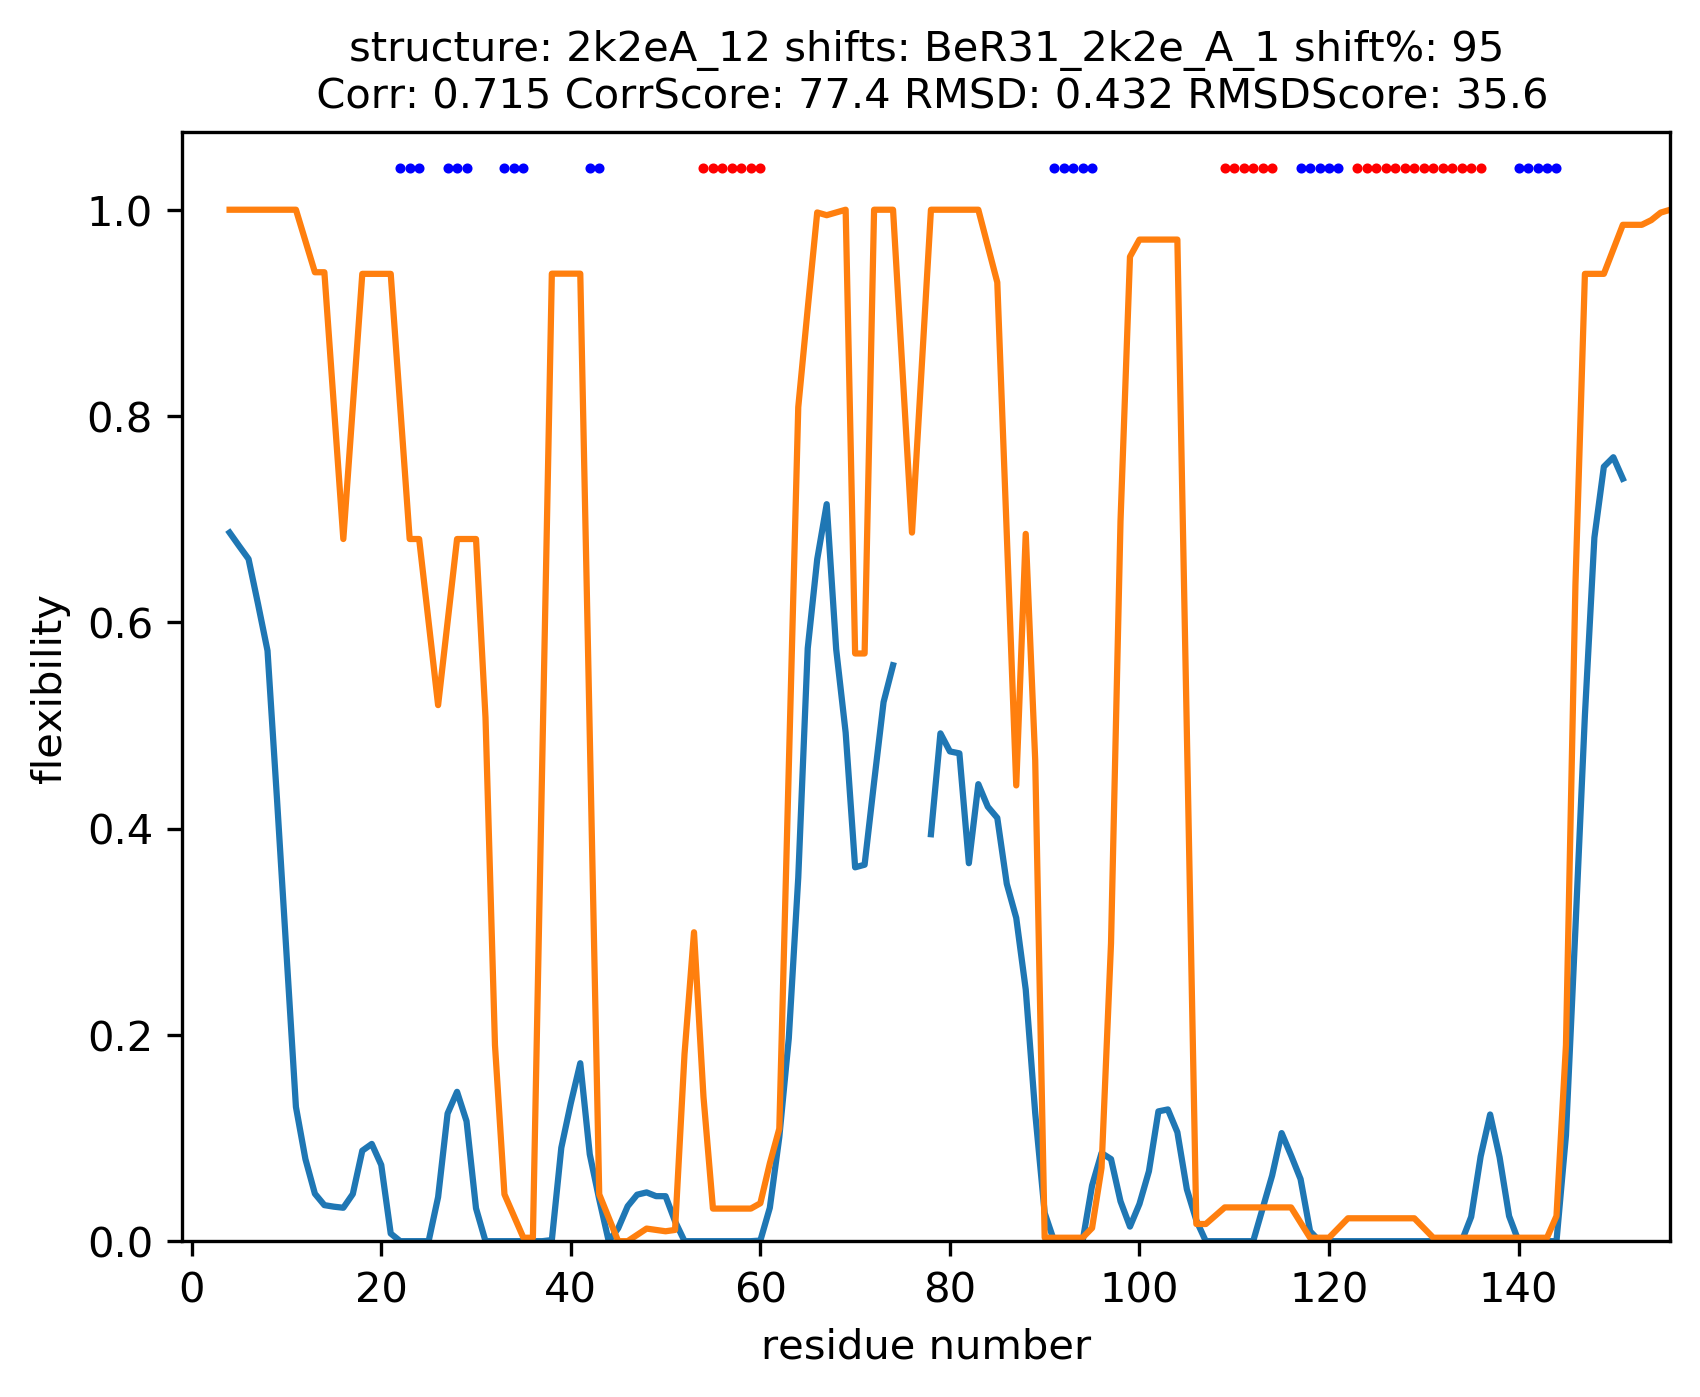 structure: 2k2eA_12 shifts: BeR31_2k2e_A_1 shift%: 95
Corr: 0.715 CorrScore: 77.4 RMSD: 0.432 RMSDScore: 35.6
1.0
0.8
0.6
0.4
0.2
0.0
flexibility
0 20 40 60 80 100 120 140
residue number